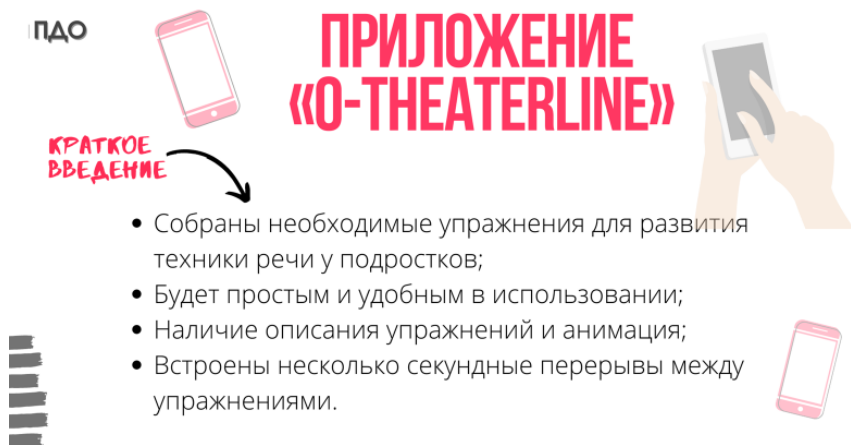 ПДО
ПРИЛОЖЕНИЕ
«O-THEATERLINE»
КРАТКОЕ
ВВЕДЕНИЕ
• Собраны необходимые упражнения для развития
техники речи у подростков;
• Будет простым и удобным в использовании;
• Наличие описания упражнений и анимация;
• Встроены несколько секундные перерывы между
упражнениями.